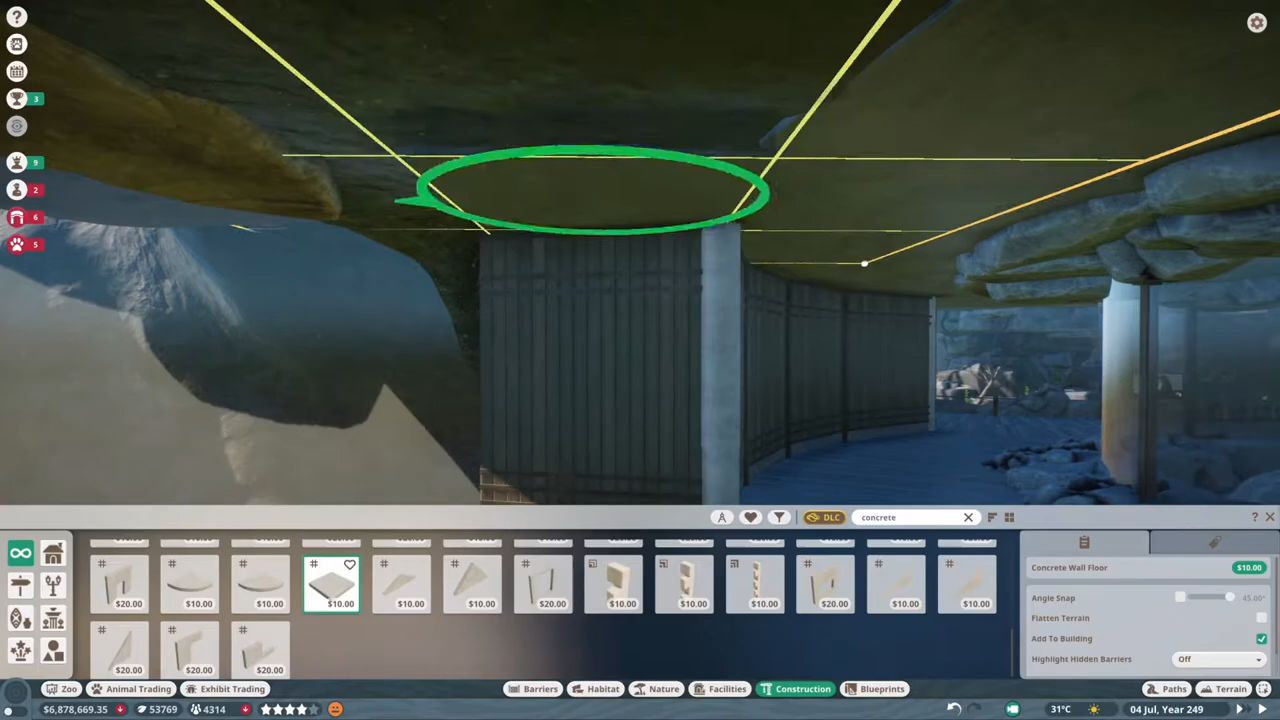 ?
3
9
2
6
5
DLC
concrete
?
$20.00
$10.00
$10.00
$10.00
$10.00
$10.00
$20.00
$10.00
$10.00
$10.00
$20.00
$10.00
$10.00
$20.00
$20.00
$20.00
Concrete Wall Floor
$10.00
Angle Snap
45.00°
Flatten Terrain
Add To Building
Highlight Hidden Barriers
Off
Zoo
Animal Trading
Exhibit Trading
Barriers
Habitat
Nature
Facilities
Construction
Blueprints
Paths
Terrain
$6,878,669.35
53769
4314
31°C
04 Jul, Year 249